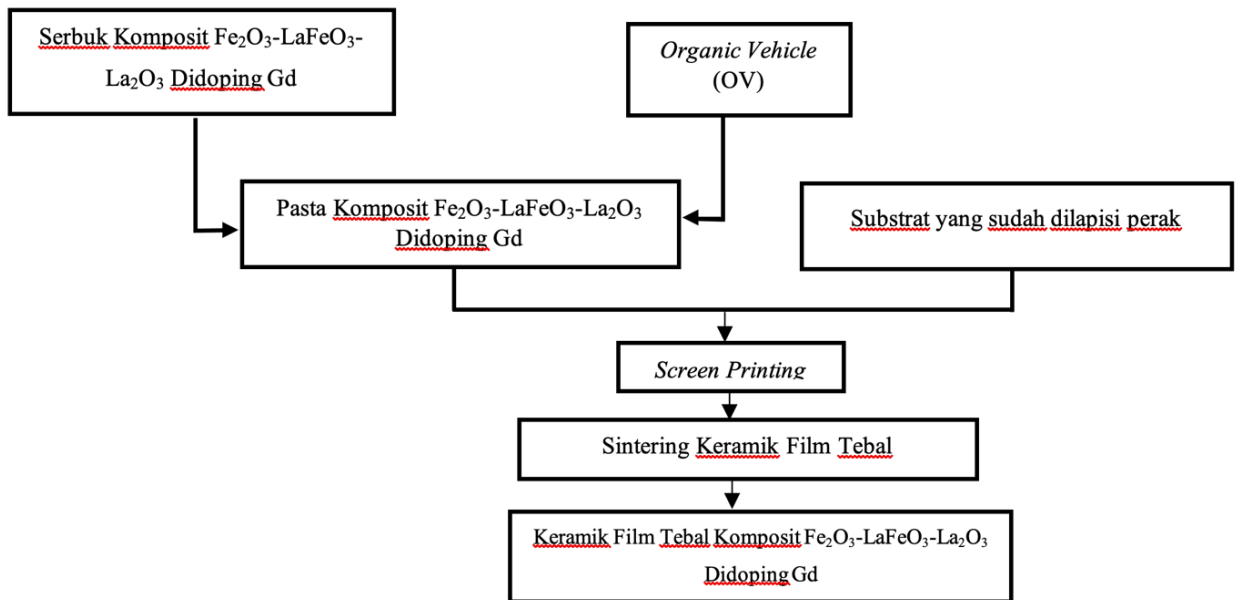 Serbuk Komposit Fe₂O₃-LaFeO₃-
La₂O₃ Didoping Gd
Organic Vehicle
(OV)
Pasta Komposit Fe₂O₃-LaFeO₃-La₂O₃
Didoping Gd
Substrat yang sudah dilapisi perak
Screen Printing
Sintering Keramik Film Tebal
Keramik Film Tebal Komposit Fe₂O₃-LaFeO₃-La₂O₃
Didoping Gd